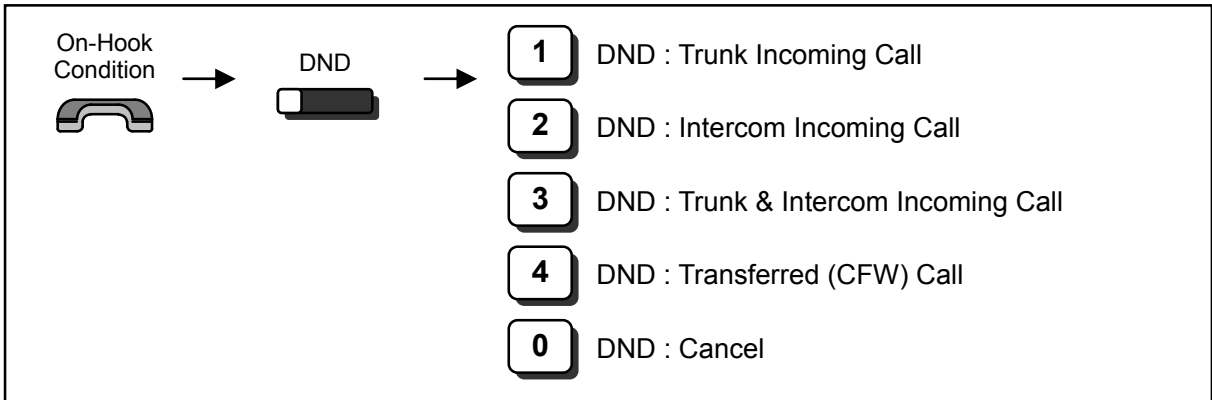 On-Hook
Condition
DND
1 DND : Trunk Incoming Call
2 DND : Intercom Incoming Call
3 DND : Trunk & Intercom Incoming Call
4 DND : Transferred (CFW) Call
0 DND : Cancel